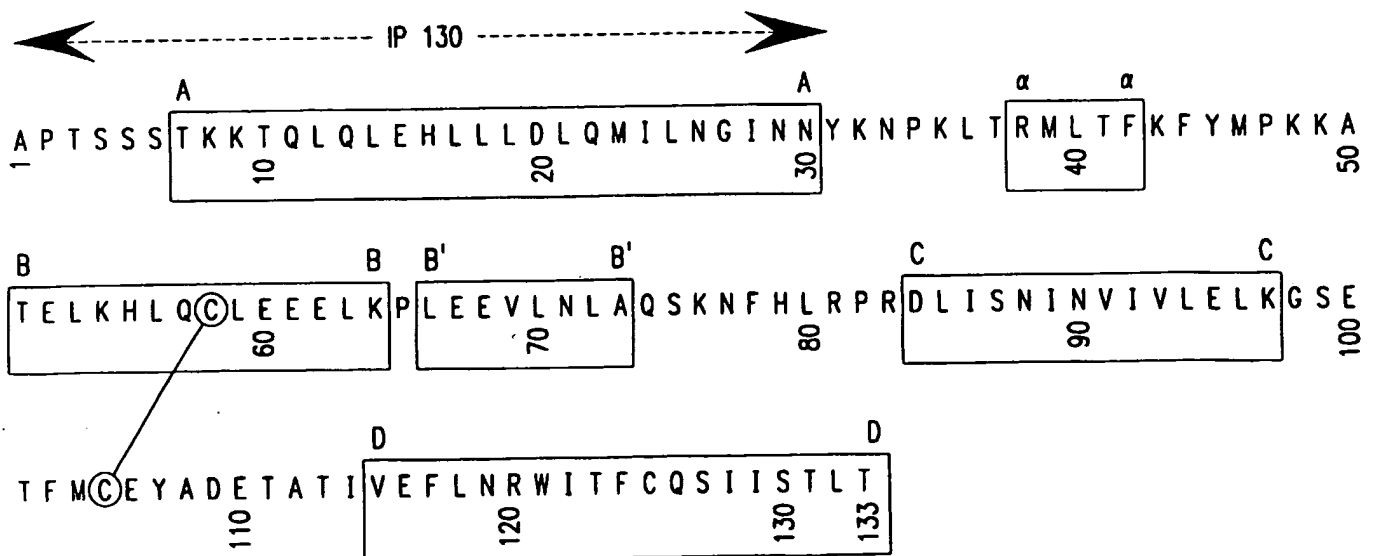 IP 130
A A α α
A P T S S S T K K T Q L Q L E H L L L D L Q M I L N G I N N Y K N P K L T R M L T F K F Y M P K K A
1 10 20 30 40 50
B B B' B' C C
T E L K H L Q C L E E E L K P L E E V L N L A Q S K N F H L R P R D L I S N I N V I V L E L K G S E
60 70 80 90 100
D D
T F M C E Y A D E T A T I V E F L N R W I T F C Q S I I S T L T
110 120 130 133